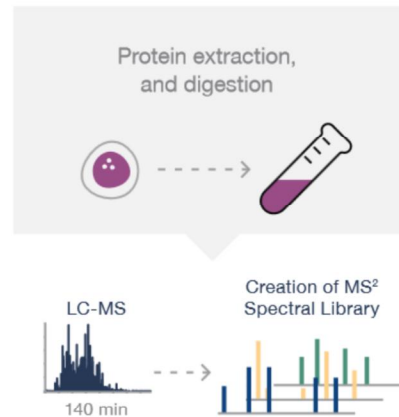 Protein extraction,
and digestion
LC-MS
140 min
Creation of MS²
Spectral Library